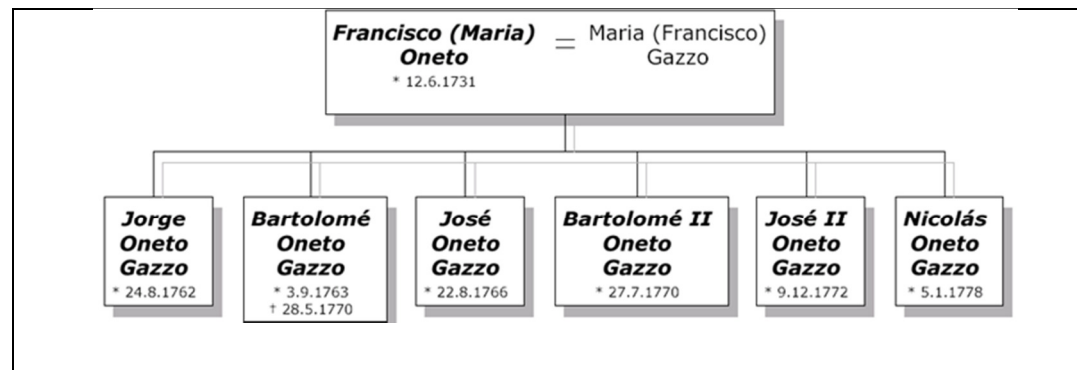 Francisco (Maria) = Maria (Francisco)
Oneto Gazzo
* 12.6.1731
Jorge
Oneto
Gazzo
* 24.8.1762
Bartolomé
Oneto
Gazzo
* 3.9.1763
† 28.5.1770
José
Oneto
Gazzo
* 22.8.1766
Bartolomé II
Oneto
Gazzo
* 27.7.1770
José II
Oneto
Gazzo
* 9.12.1772
Nicolás
Oneto
Gazzo
* 5.1.1778